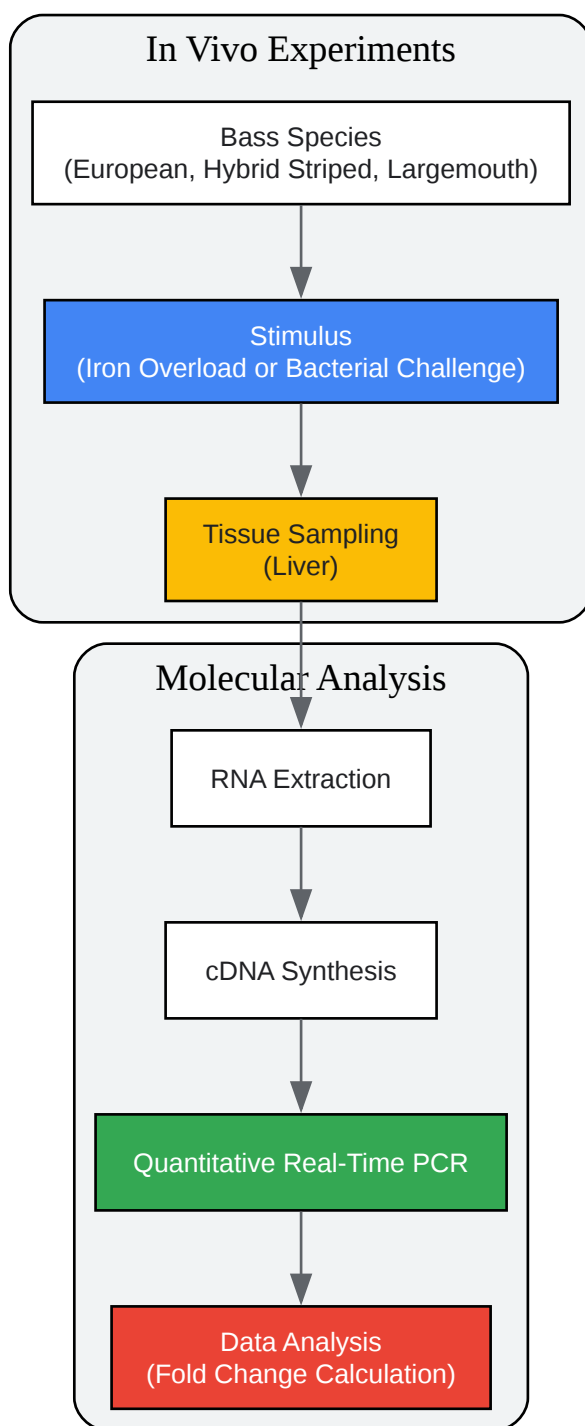 In Vivo Experiments
Bass Species
(European, Hybrid Striped, Largemouth)
Stimulus
(Iron Overload or Bacterial Challenge)
Tissue Sampling
(Liver)
Molecular Analysis
RNA Extraction
cDNA Synthesis
Quantitative Real-Time PCR
Data Analysis
(Fold Change Calculation)